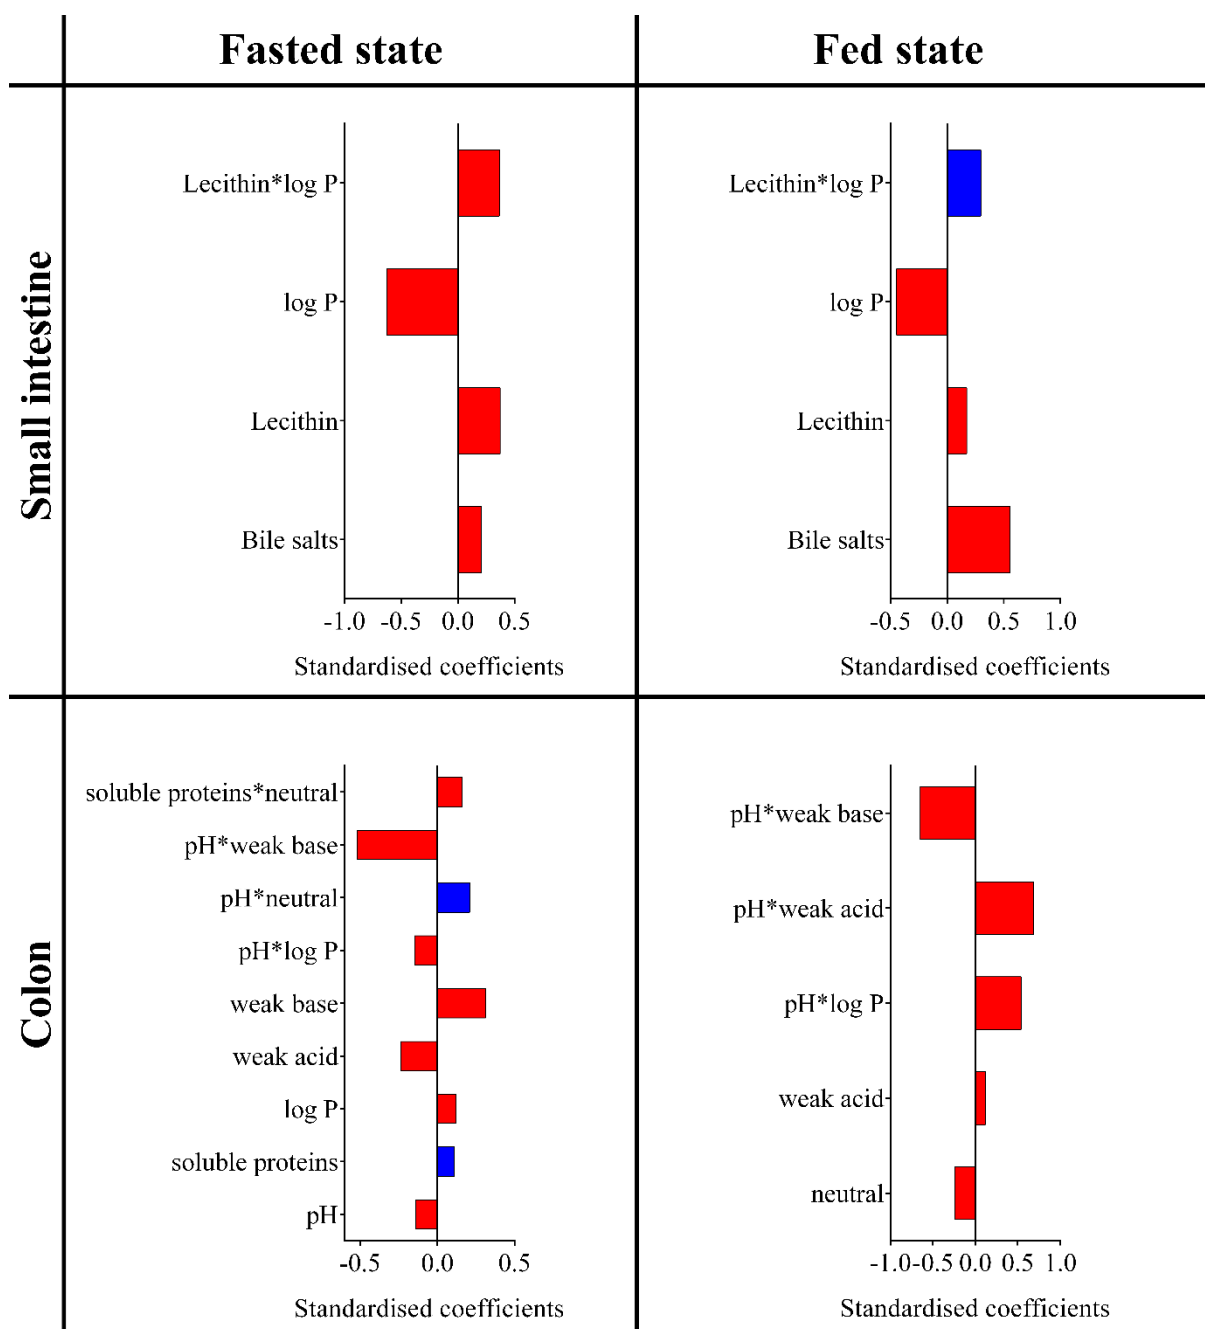 Fasted state
Fed state
Small intestine
Lecithin*log P
log P
Lecithin
Bile salts
-1.0 -0.5 0.0 0.5
Standardised coefficients
Lecithin*log P
log P
Lecithin
Bile salts
-0.5 0.0 0.5 1.0
Standardised coefficients
Colon
soluble proteins*neutral
pH*weak base
pH*neutral
pH*log P
weak base
weak acid
log P
soluble proteins
pH
-0.5 0.0 0.5
Standardised coefficients
pH*weak base
pH*weak acid
pH*log P
weak acid
neutral
-1.0 -0.5 0.0 0.5 1.0
Standardised coefficients